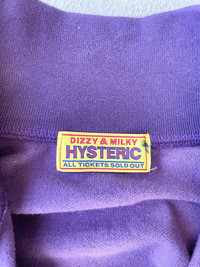 DIZZY & MILKY
HYSTERIC
ALL TICKETS SOLD OUT